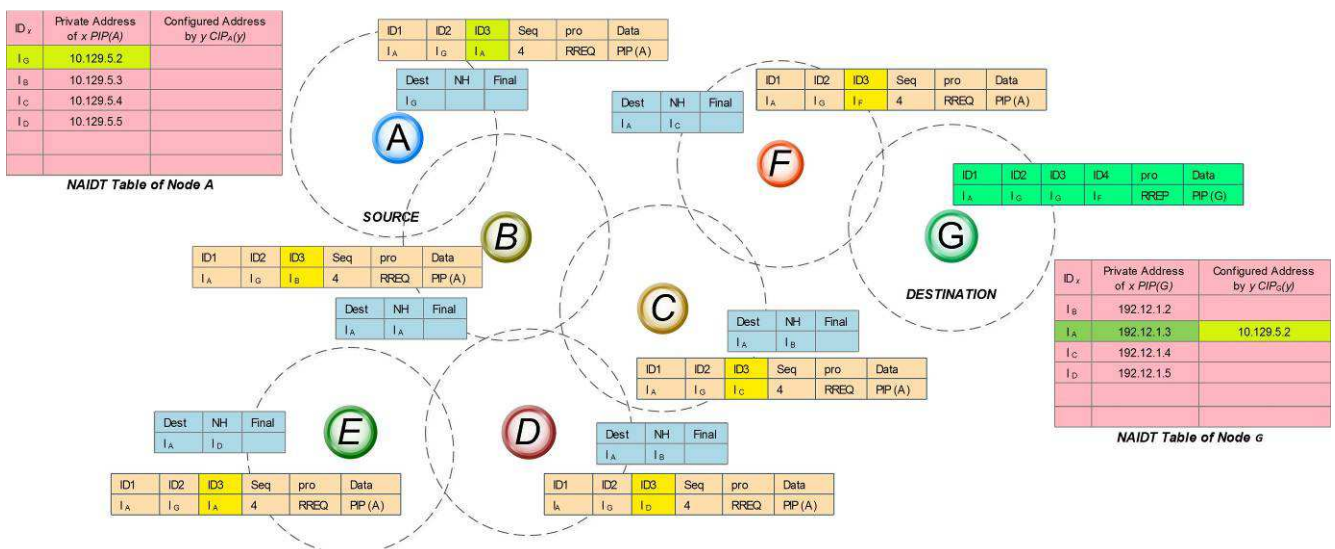 ID x Private Address of x PIP(A) Configured Address by y CIPA(y)
IG 10.129.5.2
IB 10.129.5.3
IC 10.129.5.4
ID 10.129.5.5
NAIDT Table of Node A
ID1 ID2 ID3 Seq pro Data
IA IG IA 4 RREQ PIP(A)
Dest NH Final
IG
A
SOURCE
ID1 ID2 ID3 Seq pro Data
IA IG IF 4 RREQ PIP(A)
Dest NH Final
IA IC
F
ID1 ID2 ID3 ID4 pro Data
IA IG IG IF RREP PIP(G)
G
DESTINATION
B
ID1 ID2 ID3 Seq pro Data
IA IG IB 4 RREQ PIP(A)
Dest NH Final
IA IA
C
Dest NH Final
IA IB
ID1 ID2 ID3 Seq pro Data
IA IG IC 4 RREQ PIP(A)
ID x Private Address of x PIP(G) Configured Address by y CIPG(y)
IB 192.12.1.2
IA 192.12.1.3 10.129.5.2
IC 192.12.1.4
ID 192.12.1.5
NAIDT Table of Node G
Dest NH Final
IA ID
E
ID1 ID2 ID3 Seq pro Data
IA IG IA 4 RREQ PIP(A)
D
Dest NH Final
IA IB
ID1 ID2 ID3 Seq pro Data
IA IG ID 4 RREQ PIP(A)